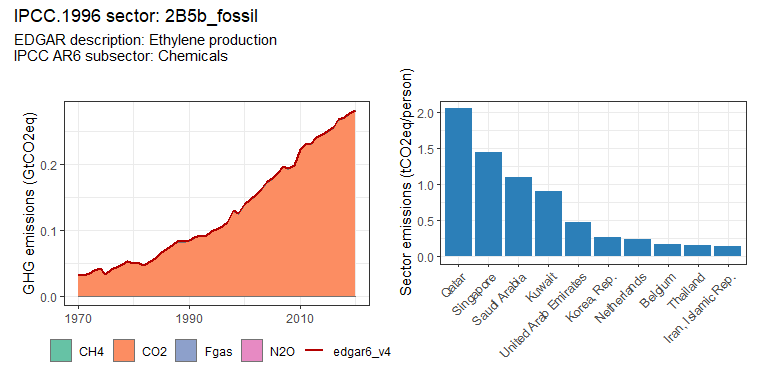 IPCC.1996 sector: 2B5b_fossil
EDGAR description: Ethylene production
IPCC AR6 subsector: Chemicals
GHG emissions (GtCO2eq)
0.2
0.1
0.0
1970
1990
2010
CH4
CO2
Fgas
N2O
edgar6_v4
Sector emissions (tCO2eq/person)
2.0
1.5
1.0
0.5
0.0
Qatar
Singapore
Saudi Arabia
Kuwait
United Arab Emirates
Korea, Rep.
Netherlands
Belgium
Thailand
Iran, Islamic Rep.